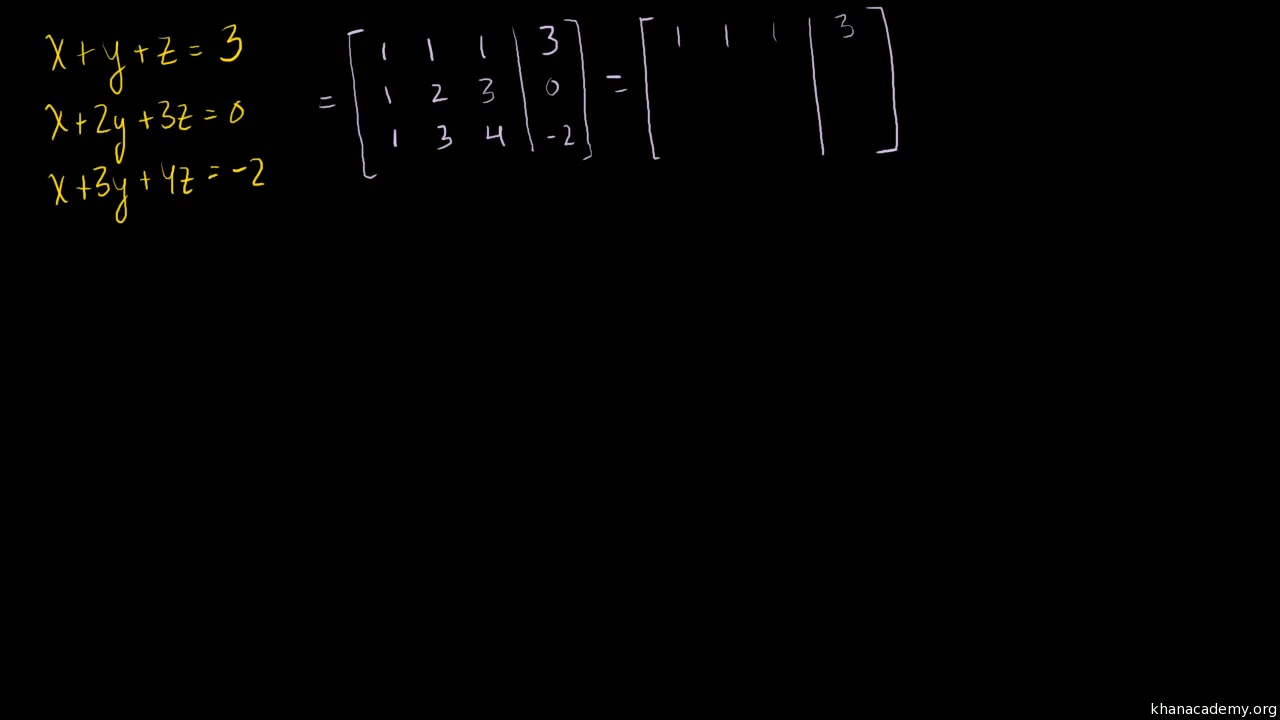 x+y+z=3
x+2y+3z=0
x+3y+4z=-2
= [ 1 1 1 | 3 ] = [ 1 1 1 | 3 ]
1 2 3 | 0
1 3 4 | -2
khanacademy.org